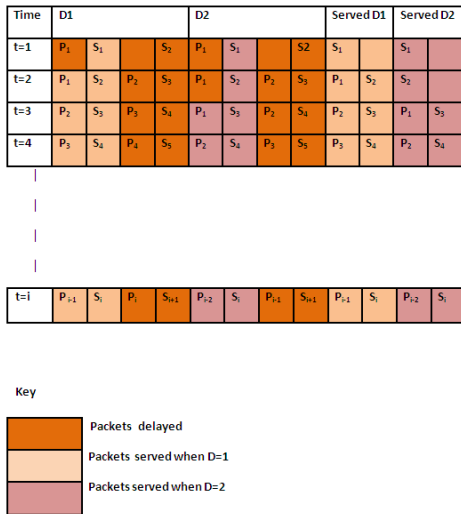 Time D1 D2 Served D1 Served D2
t=1 P₁ S₁ S₂ P₁ S₁ S2 S₁ S₁
t=2 P₁ S₂ P₂ S₃ P₁ S₂ P₂ S₃ P₁ S₂ S₂
t=3 P₂ S₃ P₃ S₄ P₁ S₃ P₂ S₄ P₂ S₃ P₁ S₃
t=4 P₃ S₄ P₄ S₅ P₂ S₄ P₃ S₅ P₃ S₄ P₂ S₄
t=i Pᵢ₋₁ Sᵢ Pᵢ Sᵢ₊₁ Pᵢ₋₂ Sᵢ Pᵢ₋₁ Sᵢ₊₁ Pᵢ₋₁ Sᵢ Pᵢ₋₂ Sᵢ
Key
Packets delayed
Packets served when D=1
Packets served when D=2